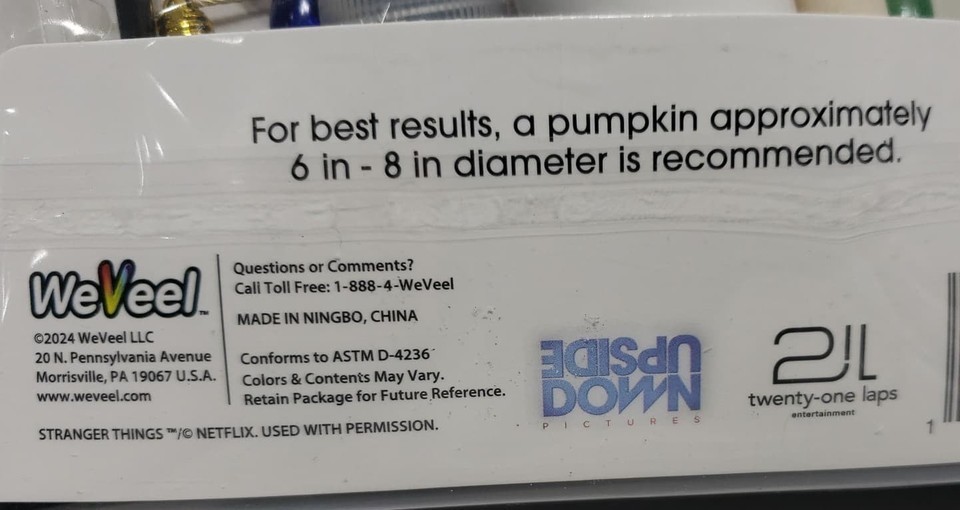 For best results, a pumpkin approximately
6 in - 8 in diameter is recommended.
WeVeel™
©2024 WeVeel LLC
20 N. Pennsylvania Avenue
Morrisville, PA 19067 U.S.A.
www.weveel.com
Questions or Comments?
Call Toll Free: 1-888-4-WeVeel
MADE IN NINGBO, CHINA
Conforms to ASTM D-4236
Colors & Contents May Vary.
Retain Package for Future Reference.
STRANGER THINGS ™/© NETFLIX. USED WITH PERMISSION.
UPSIDE
DOWN
PICTURES
21L
twenty-one laps
entertainment
1